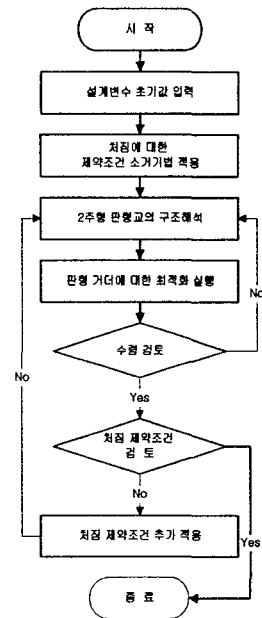 시 작
설계변수 초기값 입력
처짐에 대한
제약조건 소거기법 적용
2주형 판형교의 구조해석
판형 거더에 대한 최적화 실행
수렴 검토
No
No
Yes
처짐 제약조건
검 토
No
처짐 제약조건 추가 적용
Yes
종 료